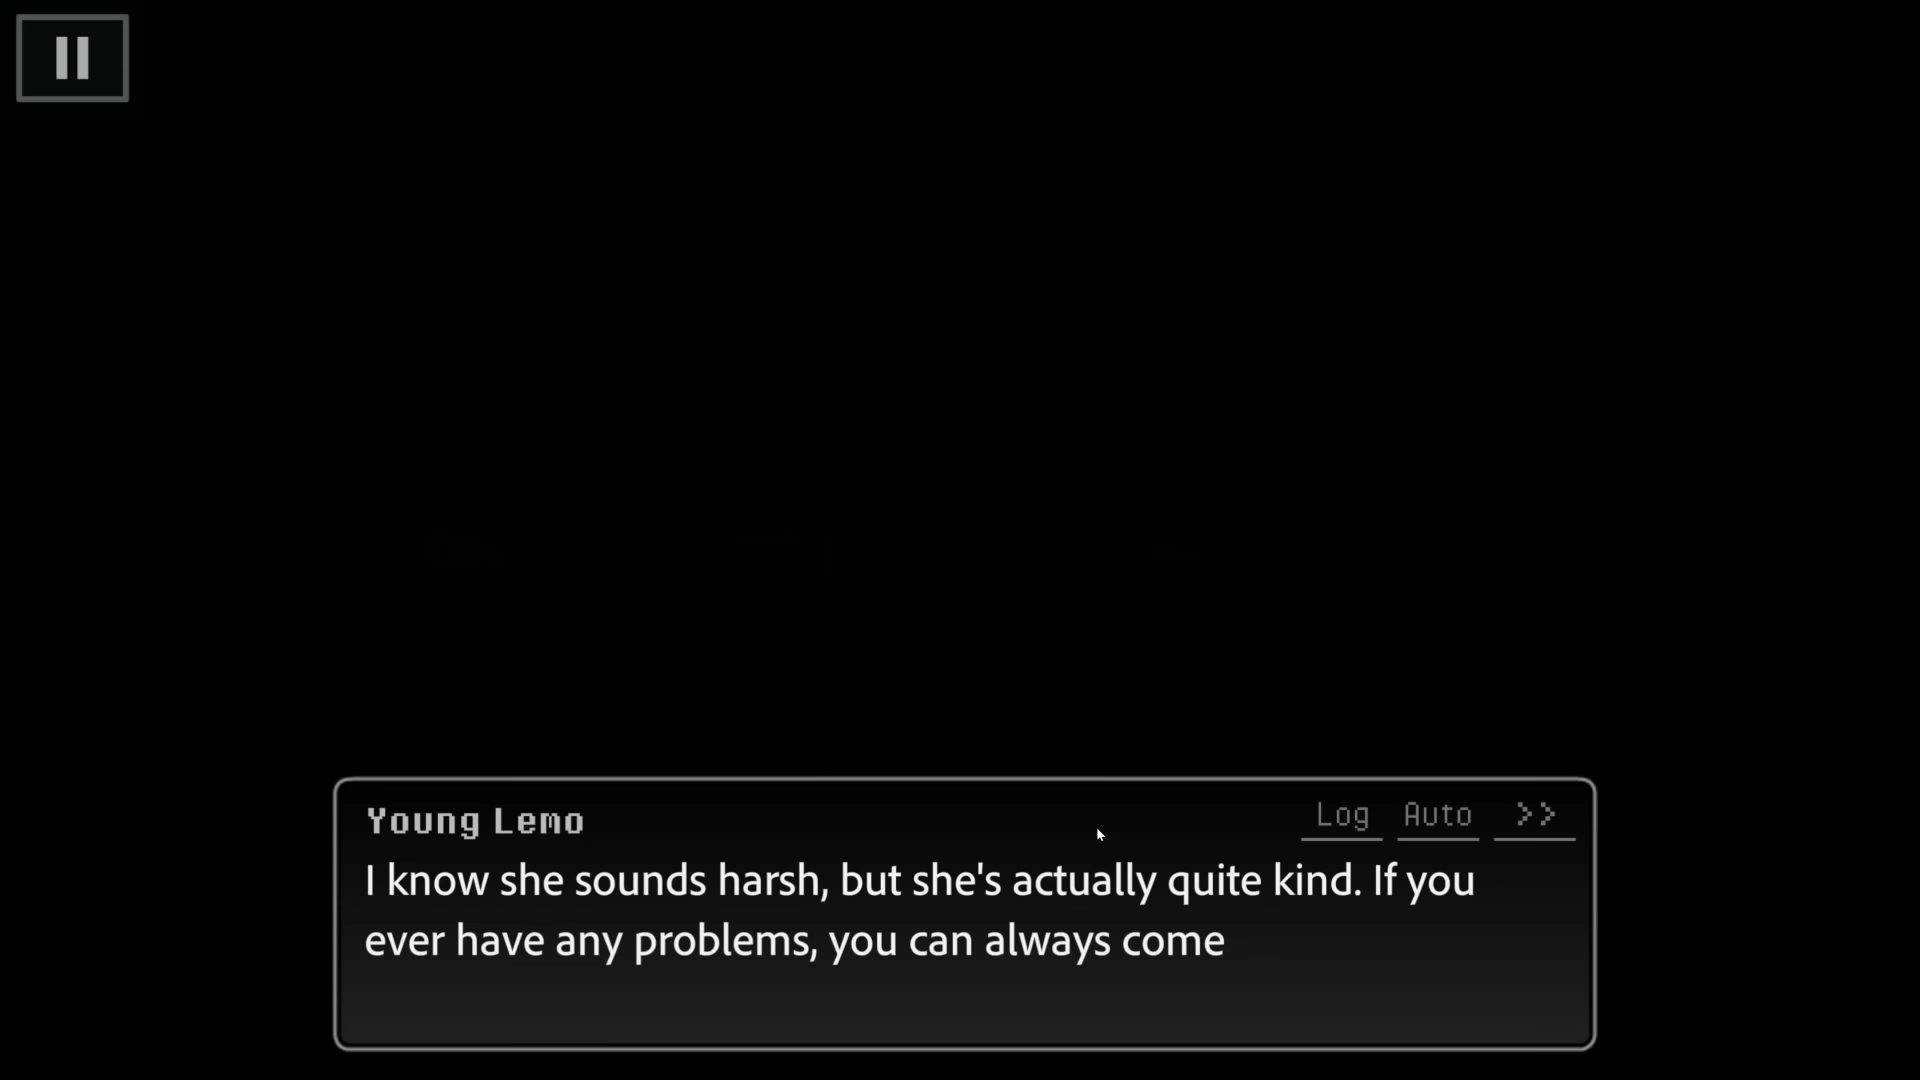 Young Lemo
Log Auto >>
I know she sounds harsh, but she's actually quite kind. If you
ever have any problems, you can always come